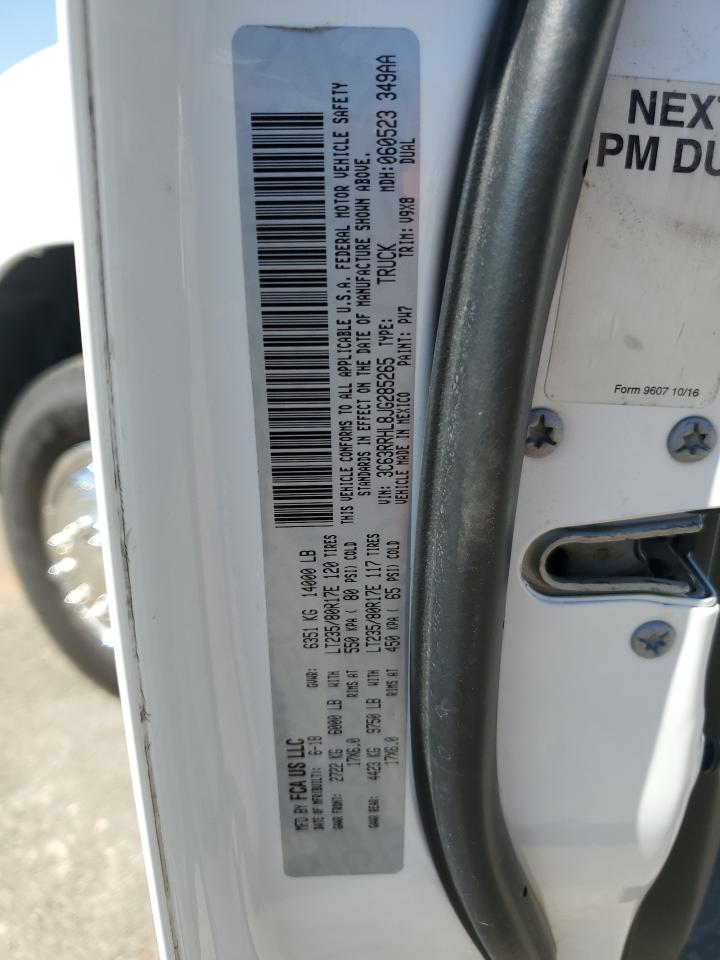 MFD BY FCA US LLC
DATE OF MFR(BUILT): 6-18 GVWR: 6351 KG 14000 LB
GAWR FRONT: 2722 KG 6000 LB WITH LT235/80R17E 120 TIRES
17X6.0 RIMS AT 550 KPA ( 80 PSI) COLD
GAWR REAR: 4423 KG 9750 LB WITH LT235/80R17E 117 TIRES
17X6.0 RIMS AT 450 KPA ( 65 PSI) COLD
THIS VEHICLE CONFORMS TO ALL APPLICABLE U.S.A. FEDERAL MOTOR VEHICLE SAFETY
STANDARDS IN EFFECT ON THE DATE OF MANUFACTURE SHOWN ABOVE.
VIN: 3C63RRHL8JG285265 TYPE: TRUCK MDH: 060523 349AA
VEHICLE MADE IN MEXICO PAINT: PW7 TRIM: V9X8 DUAL
NEXT
PM DU
Form 9607 10/16